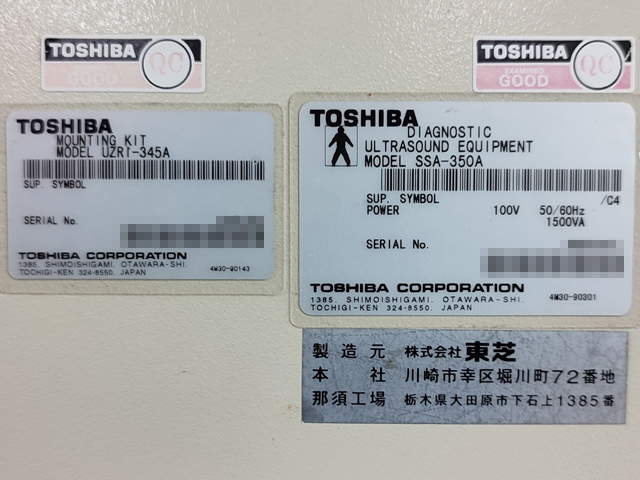 TOSHIBA
QC
GOOD
TOSHIBA
QC
EXAMINED
GOOD
TOSHIBA
MOUNTING KIT
MODEL UZRI-345A
SUP. SYMBOL
SERIAL No.
TOSHIBA CORPORATION
1385, SHIMOISHIGAMI, OTAWARA-SHI,
TOCHIGI-KEN 324-8550, JAPAN
4M30-90143
TOSHIBA
DIAGNOSTIC
ULTRASOUND EQUIPMENT
MODEL SSA-350A
SUP. SYMBOL /C4
POWER 100V 50/60Hz
1500VA
SERIAL No.
TOSHIBA CORPORATION
1385, SHIMOISHIGAMI, OTAWARA-SHI,
TOCHIGI-KEN 324-8550, JAPAN
4M30-90301
製造元 株式会社 東芝
本社 川崎市幸区堀川町72番地
那須工場 栃木県大田原市下石上1385番